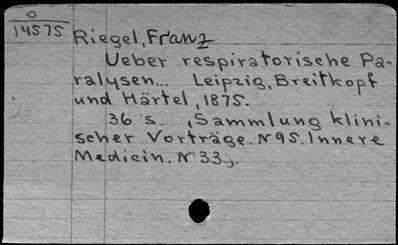 O
14575
Riegel, Franz
Ueber respiratorische Pa-
ralysen... Leipzig, Breitkopf
und Härtel, 1875.
36 s. (Sammlung klini-
scher Vorträge. N 95. Innere
Medicin. N 33).